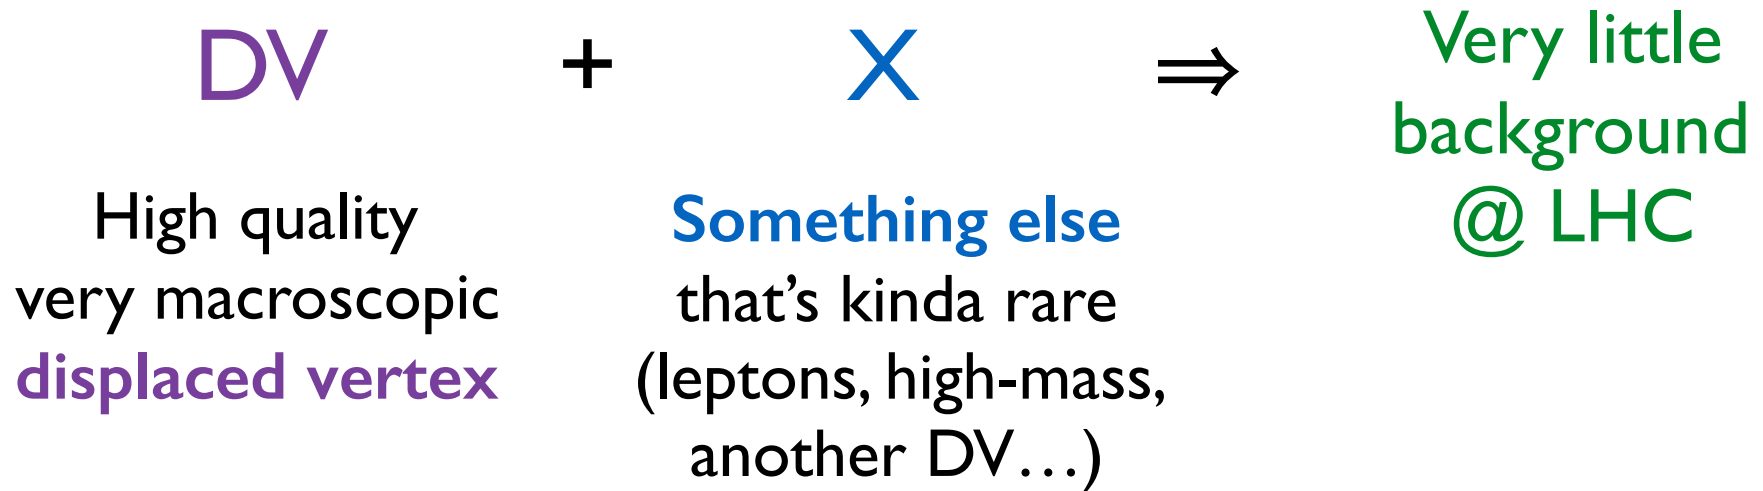 DV + X ⇒ Very little
background
@ LHC
High quality
very macroscopic
displaced vertex
Something else
that's kinda rare
(leptons, high-mass,
another DV…)